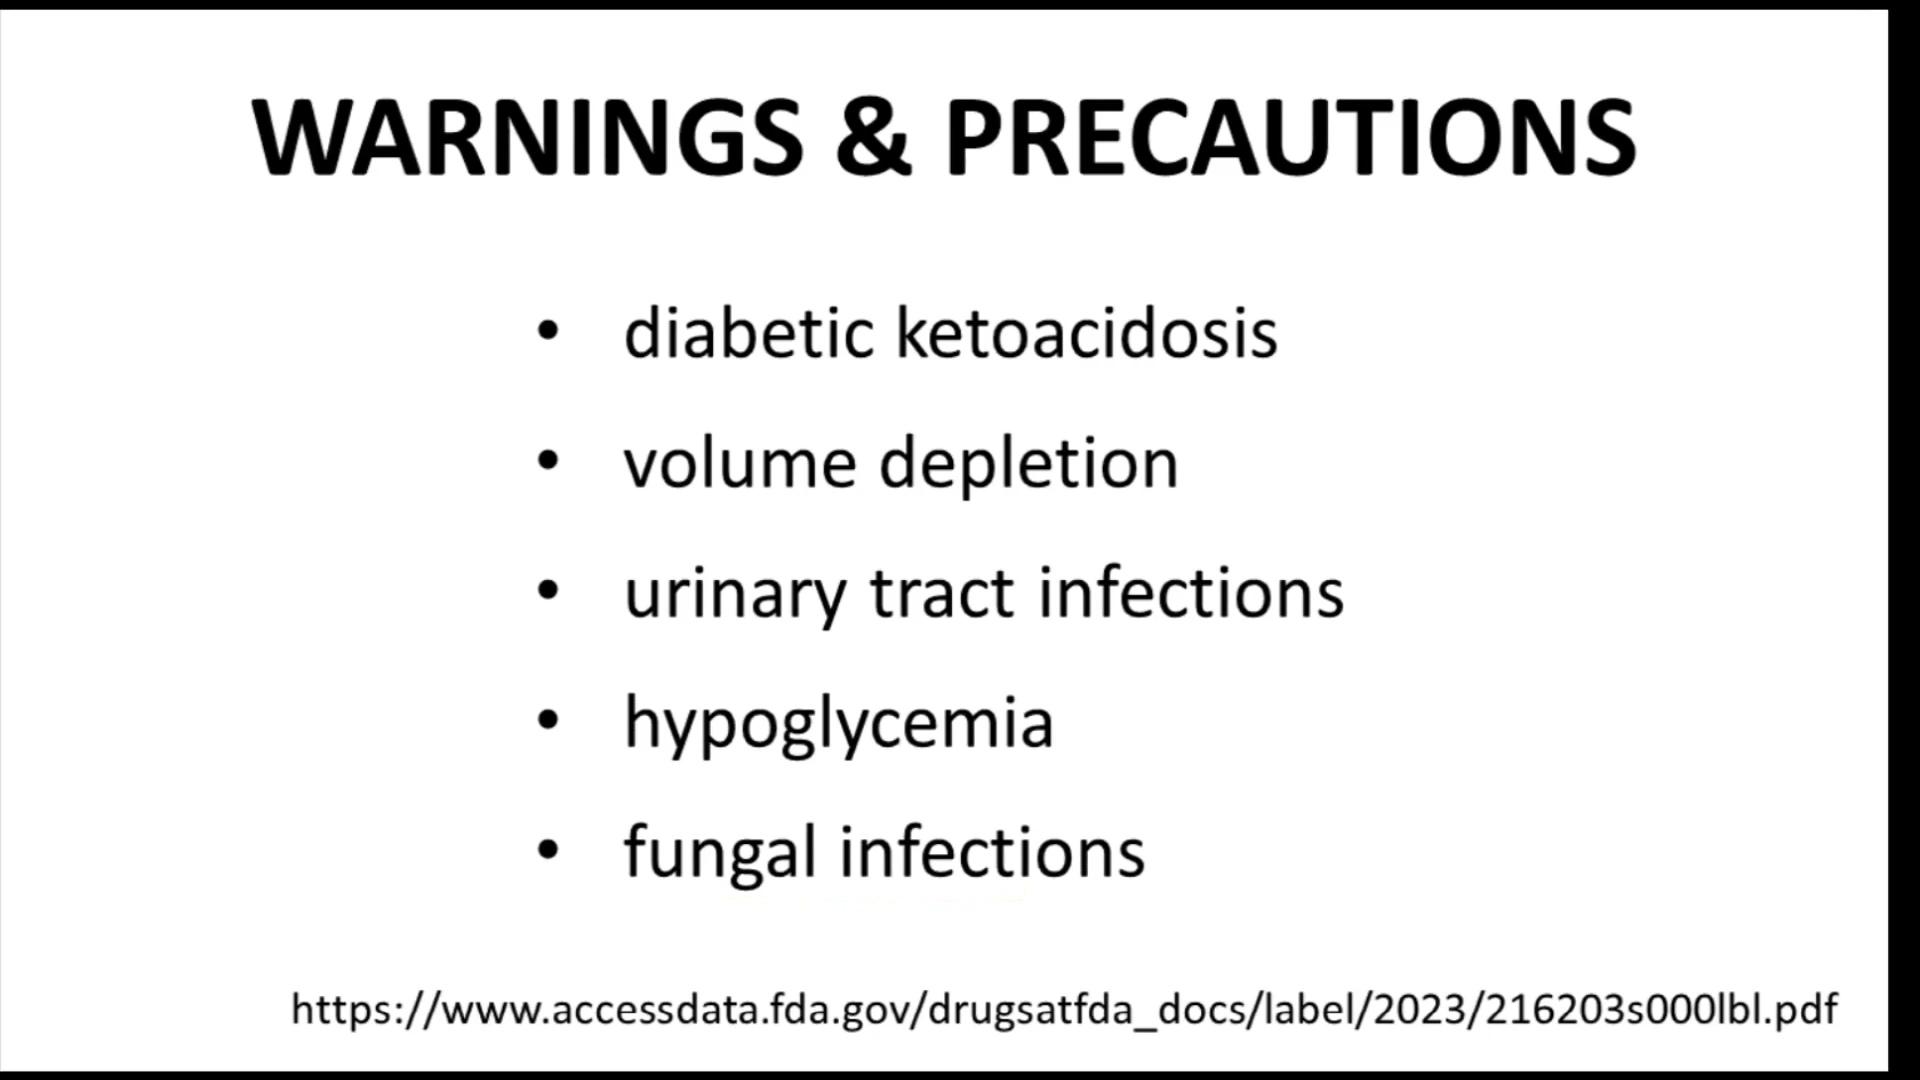 WARNINGS & PRECAUTIONS
• diabetic ketoacidosis
• volume depletion
• urinary tract infections
• hypoglycemia
• fungal infections
https://www.accessdata.fda.gov/drugsatfda_docs/label/2023/216203s000lbl.pdf